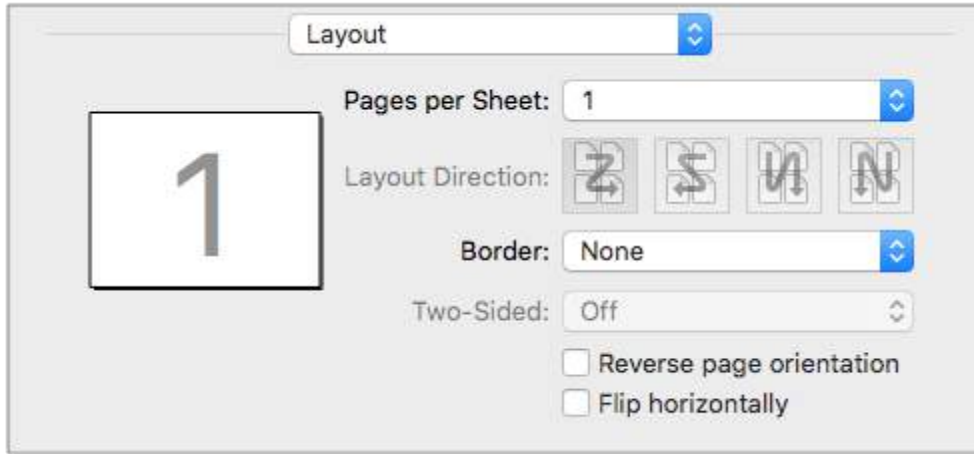 Layout
Pages per Sheet: 1
1
Layout Direction:
Border: None
Two-Sided: Off
Reverse page orientation
Flip horizontally